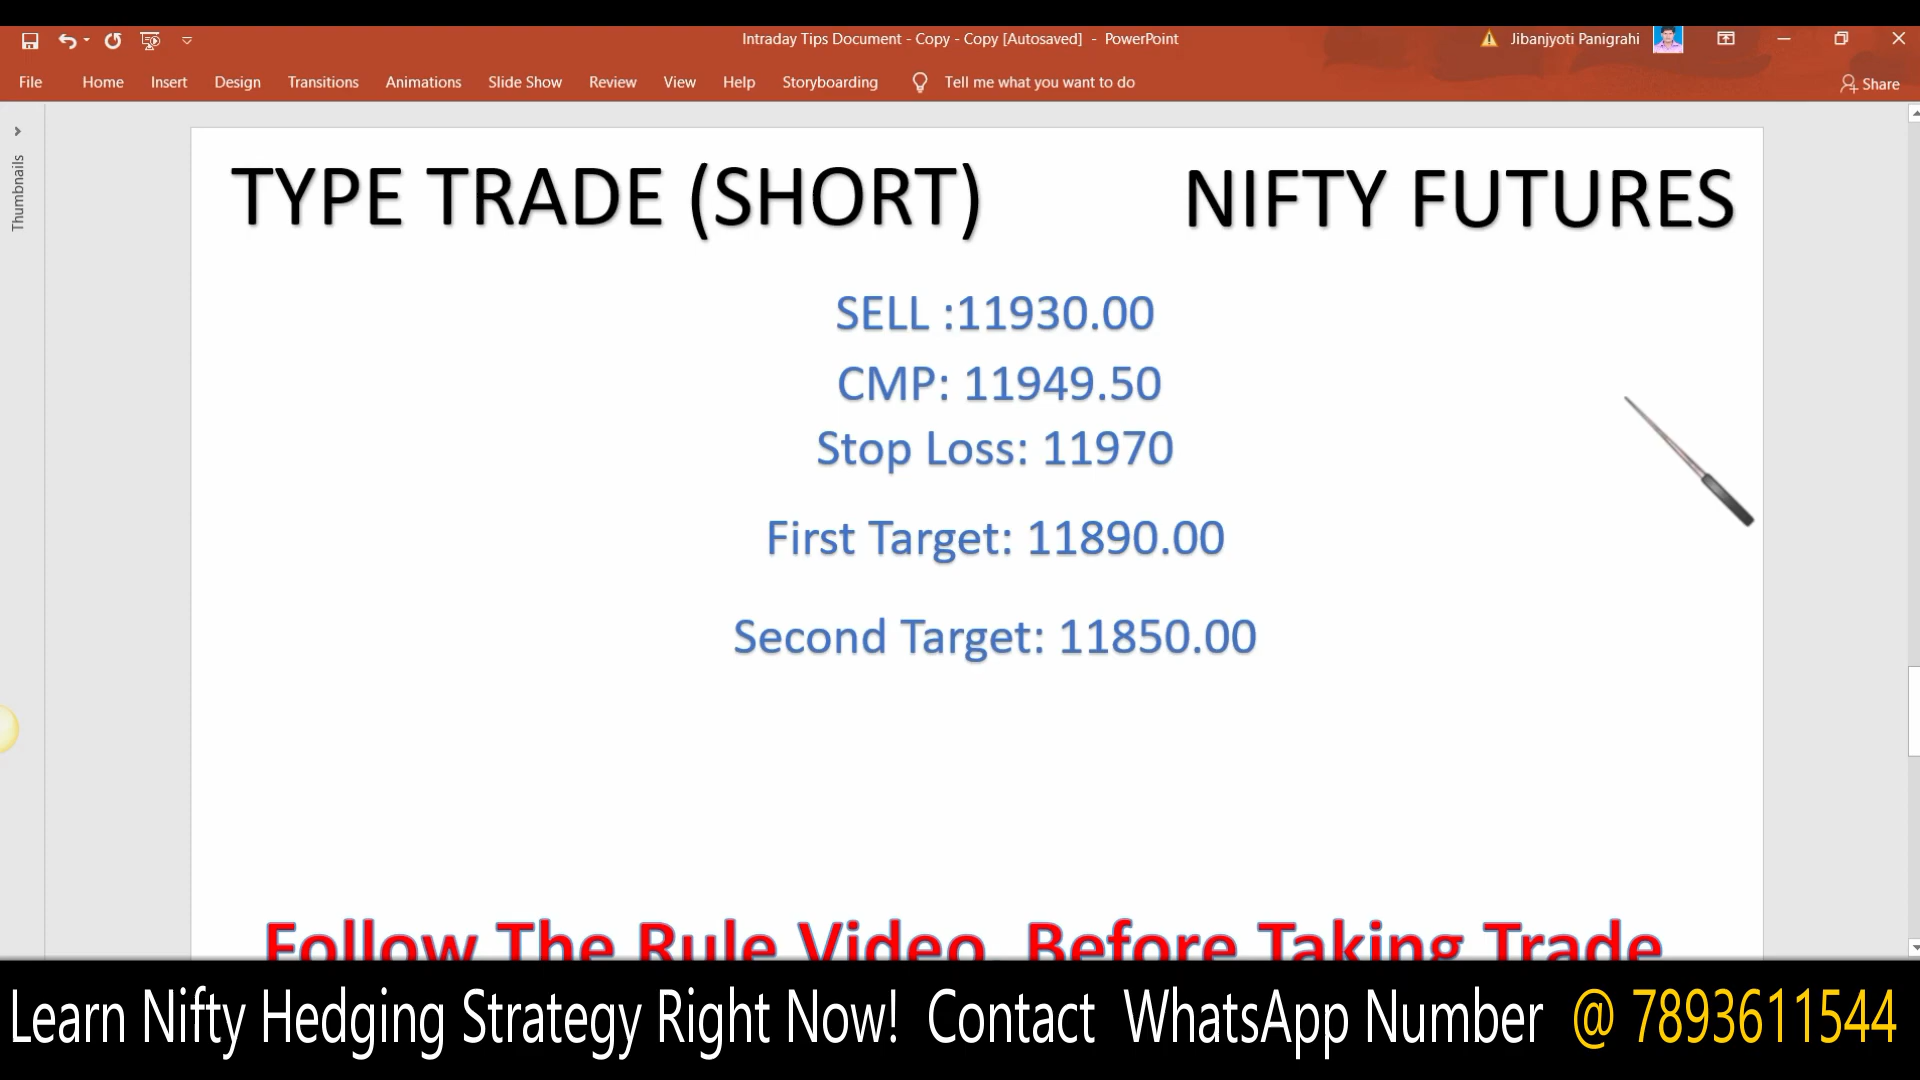 Intraday Tips Document - Copy - Copy [Autosaved] - PowerPoint
Jibanjyoti Panigrahi
File Home Insert Design Transitions Animations Slide Show Review View Help Storyboarding Tell me what you want to do Share
Thumbnails
TYPE TRADE (SHORT) NIFTY FUTURES
SELL :11930.00
CMP: 11949.50
Stop Loss: 11970
First Target: 11890.00
Second Target: 11850.00
Follow The Rule Video Before Taking Trade
Learn Nifty Hedging Strategy Right Now! Contact WhatsApp Number @ 7893611544